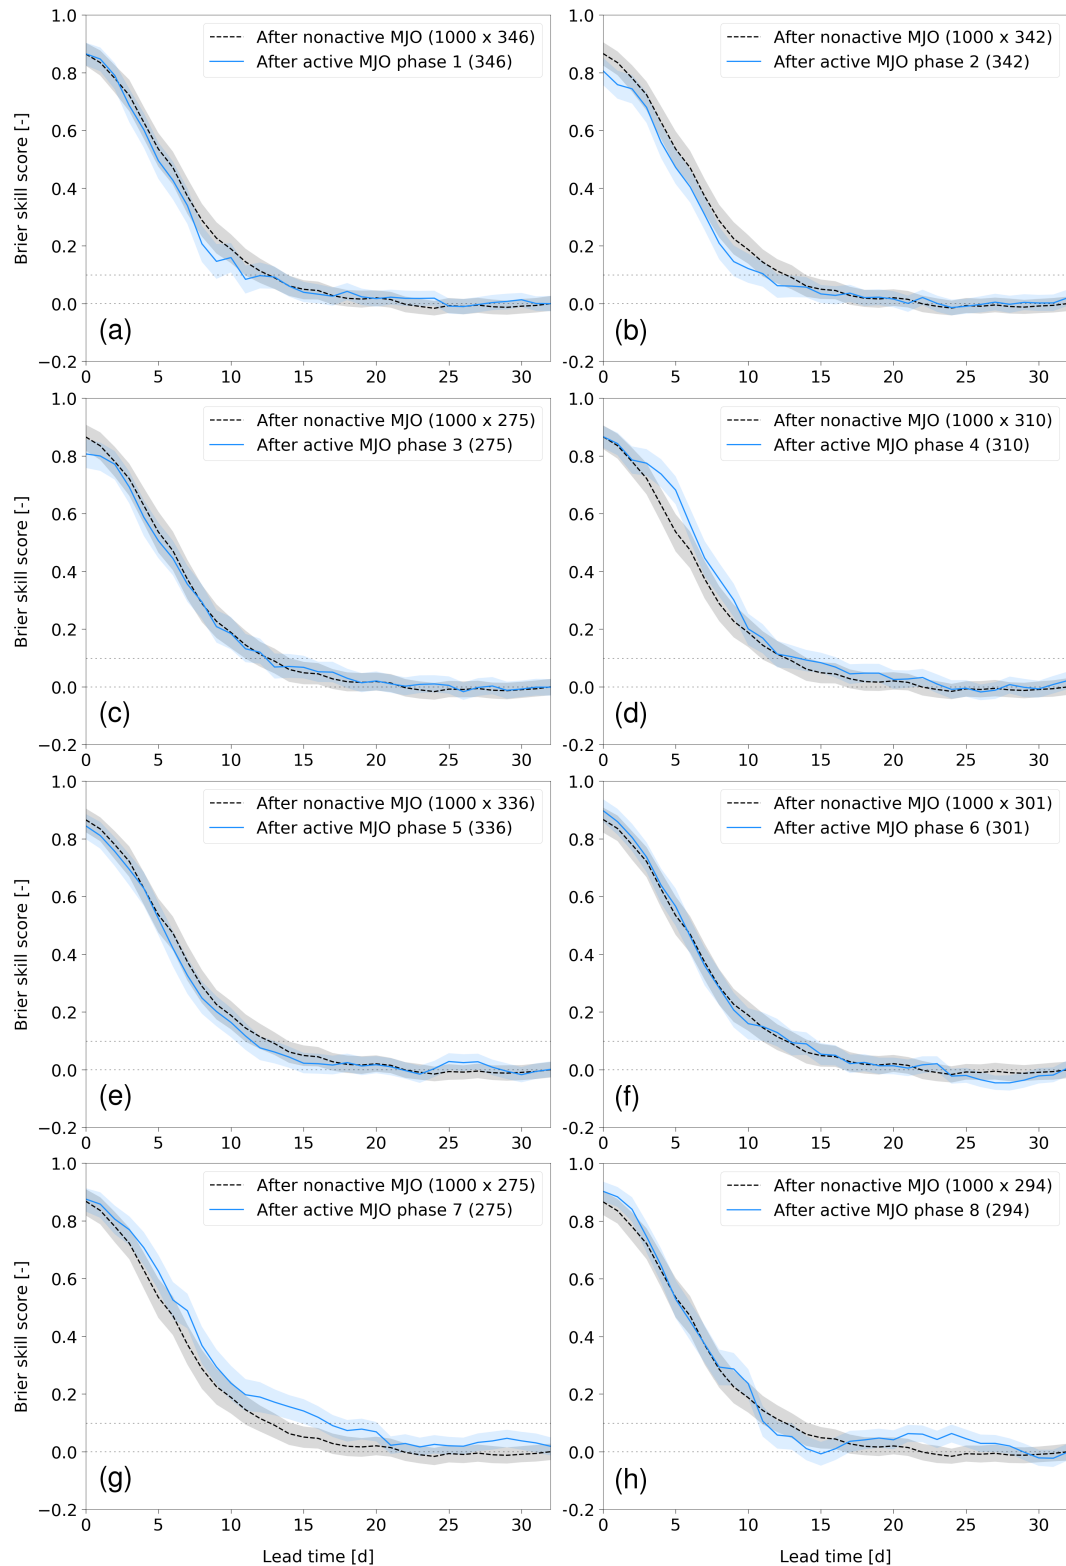 After nonactive MJO (1000 x 346)
After active MJO phase 1 (346)
Brier skill score [-]
1.0
0.8
0.6
0.4
0.2
0.0
−0.2
0 5 10 15 20 25 30
(a)
After nonactive MJO (1000 x 342)
After active MJO phase 2 (342)
1.0
0.8
0.6
0.4
0.2
0.0
-0.2
0 5 10 15 20 25 30
(b)
After nonactive MJO (1000 x 275)
After active MJO phase 3 (275)
Brier skill score [-]
1.0
0.8
0.6
0.4
0.2
0.0
−0.2
0 5 10 15 20 25 30
(c)
After nonactive MJO (1000 x 310)
After active MJO phase 4 (310)
1.0
0.8
0.6
0.4
0.2
0.0
-0.2
0 5 10 15 20 25 30
(d)
After nonactive MJO (1000 x 336)
After active MJO phase 5 (336)
Brier skill score [-]
1.0
0.8
0.6
0.4
0.2
0.0
−0.2
0 5 10 15 20 25 30
(e)
After nonactive MJO (1000 x 301)
After active MJO phase 6 (301)
1.0
0.8
0.6
0.4
0.2
0.0
-0.2
0 5 10 15 20 25 30
(f)
After nonactive MJO (1000 x 275)
After active MJO phase 7 (275)
Brier skill score [-]
1.0
0.8
0.6
0.4
0.2
0.0
−0.2
0 5 10 15 20 25 30
(g)
Lead time [d]
After nonactive MJO (1000 x 294)
After active MJO phase 8 (294)
1.0
0.8
0.6
0.4
0.2
0.0
-0.2
0 5 10 15 20 25 30
(h)
Lead time [d]